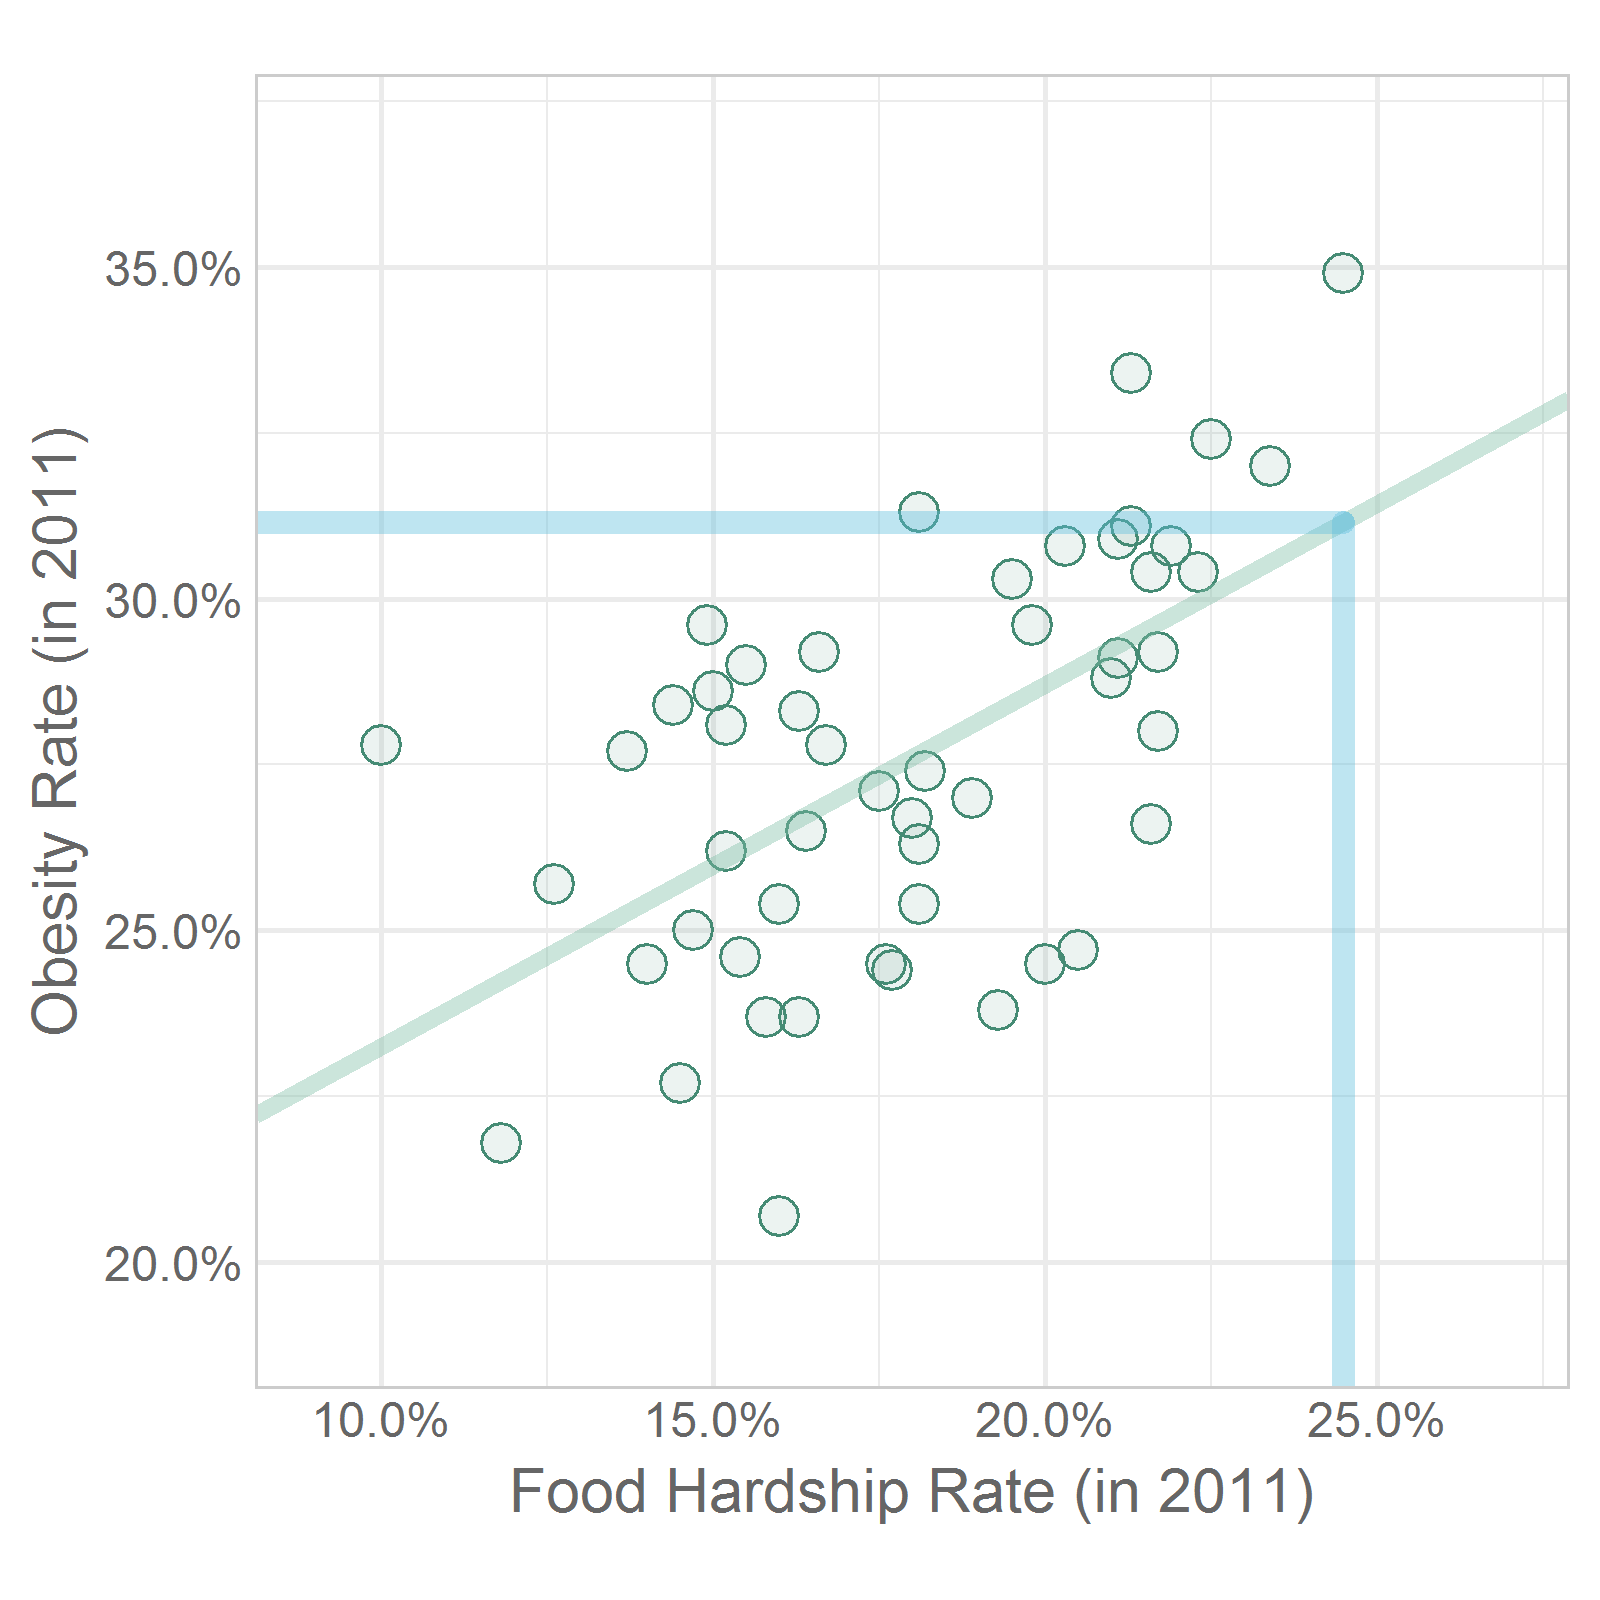 35.0%
30.0%
25.0%
20.0%
Obesity Rate (in 2011)
10.0% 15.0% 20.0% 25.0%
Food Hardship Rate (in 2011)